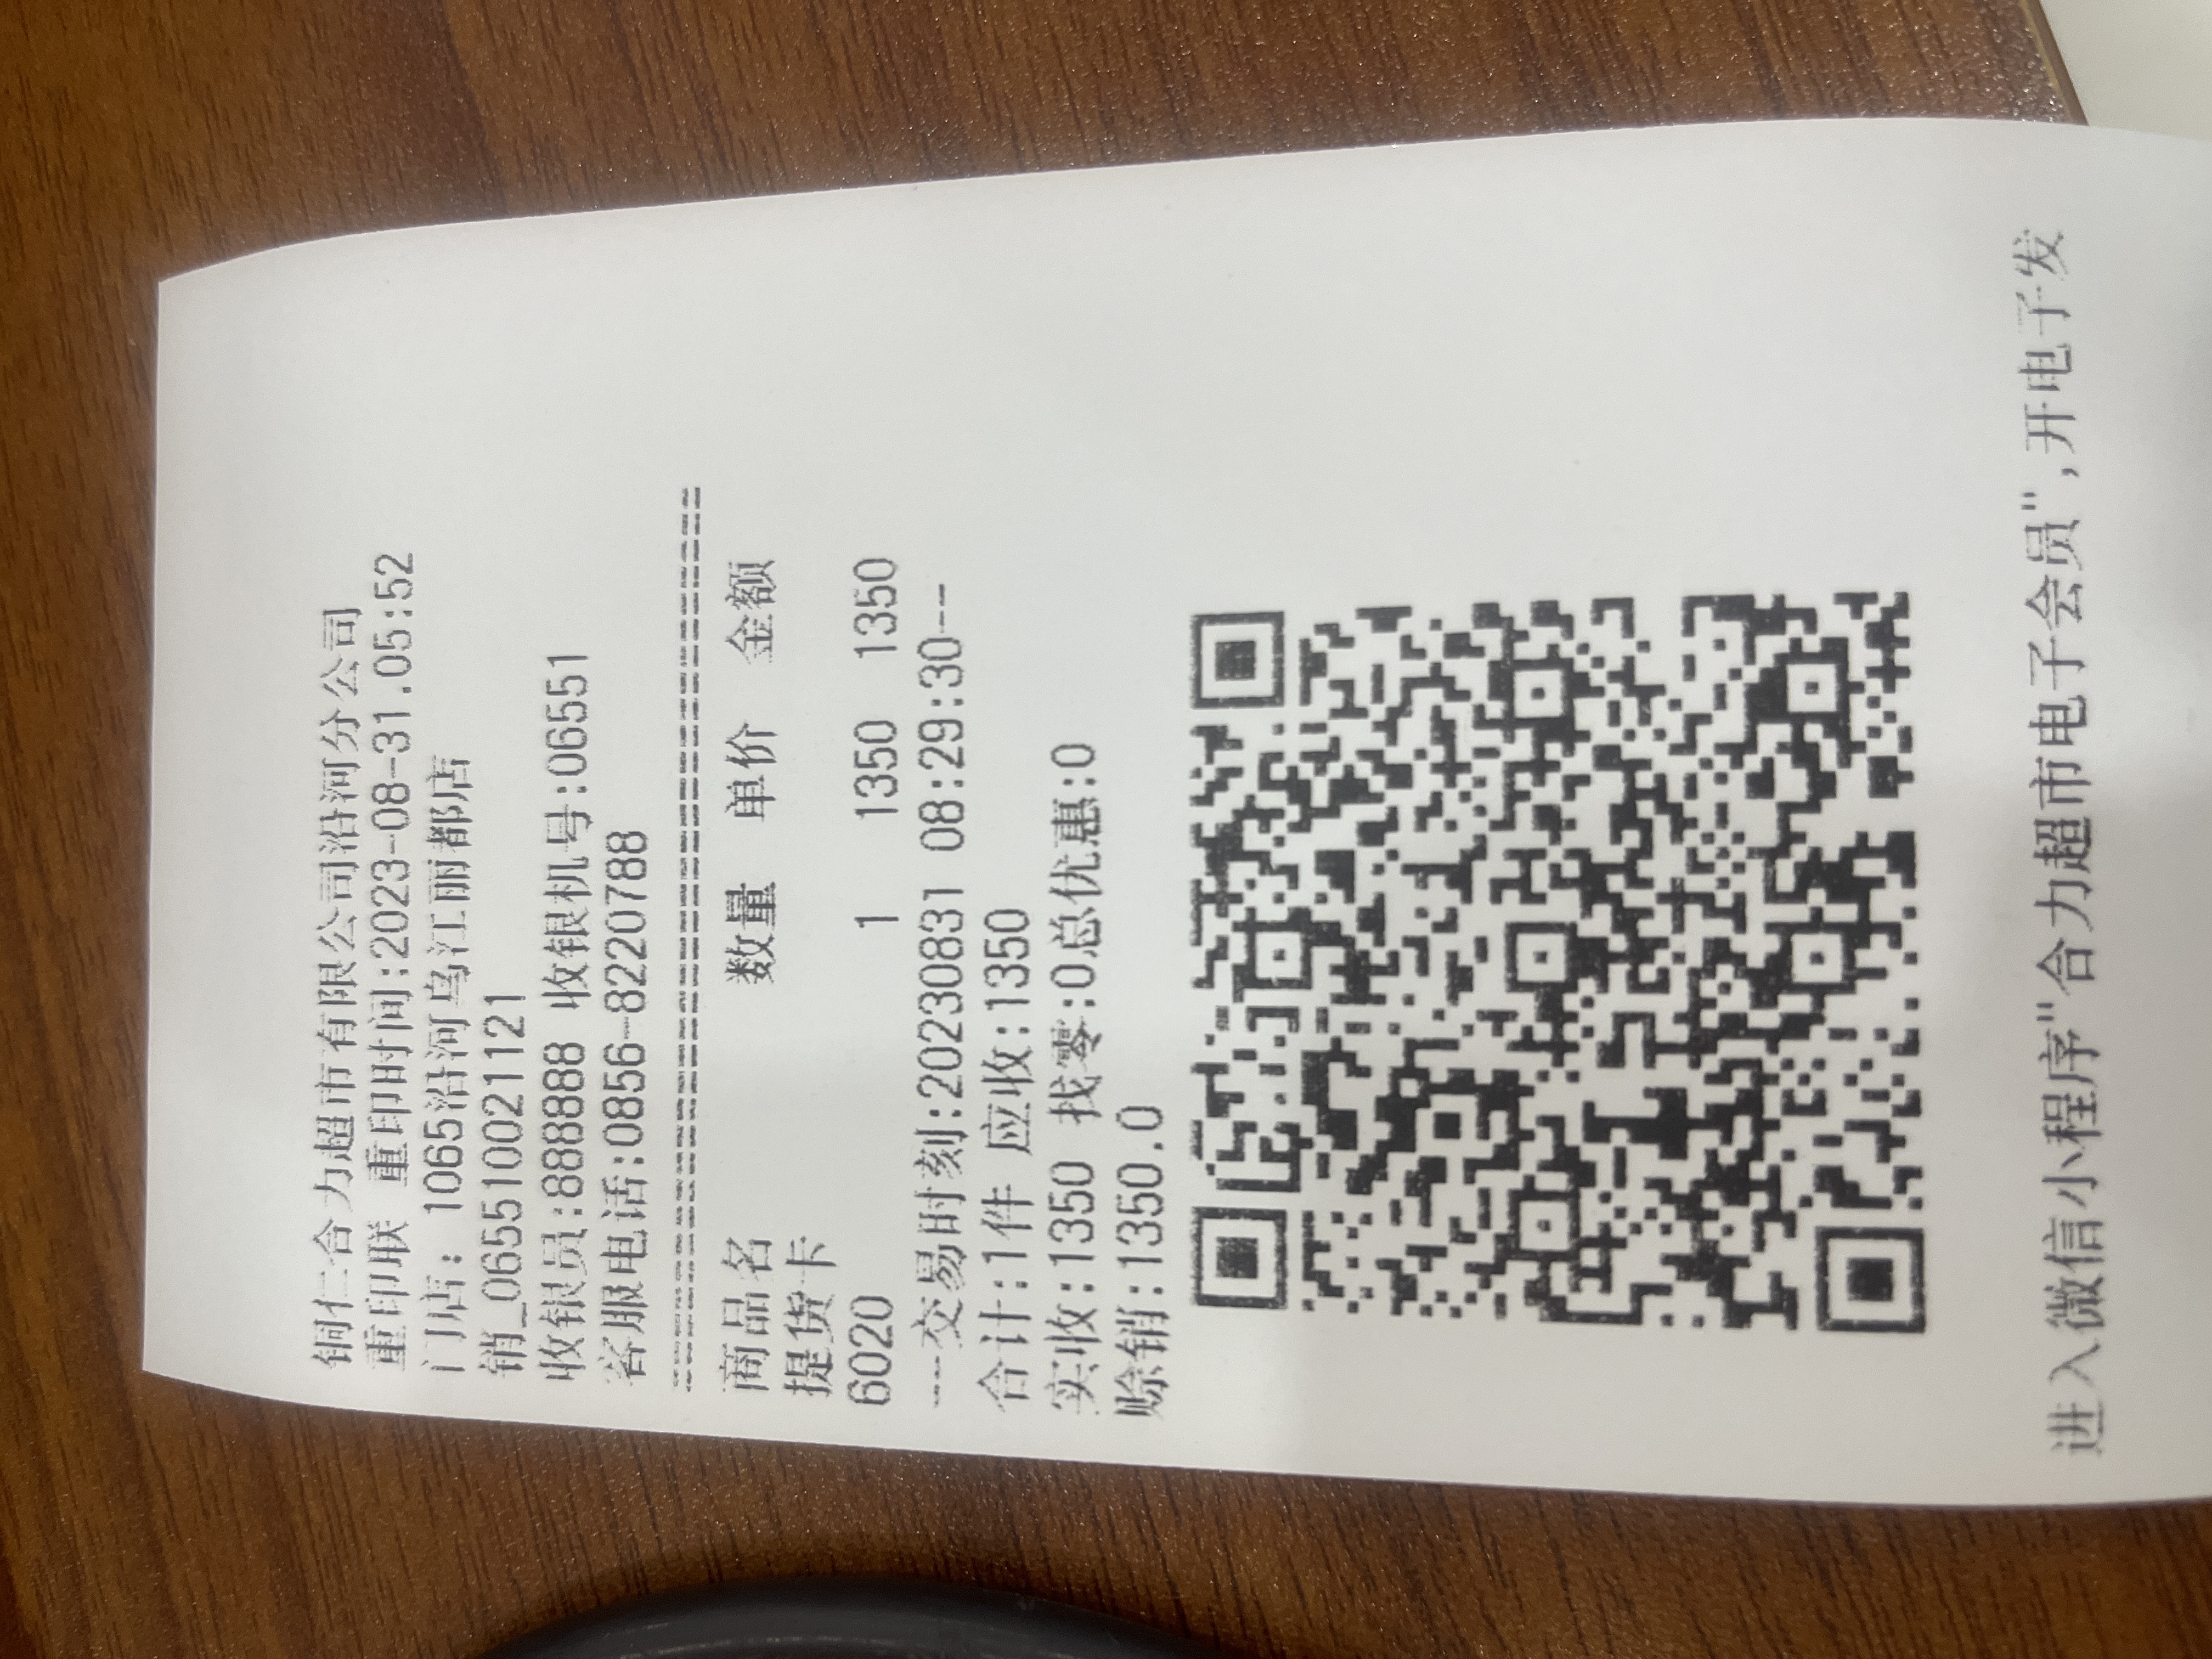 铜仁合力超市有限公司沿河分公司
重印联 重印时间:2023-08-31.05:52
门店: 1065沿河乌江丽都店
销_0655100211​21
收银员:888888 收银机号:06551
客服电话:0856-8220788
================================
商品名 数量 单价 金额
提货卡
6020 1 1350 1350
---交易时刻:20230831 08:29:30--
合计:1件 应收:1350
实收:1350 找零:0总优惠:0
赊销:1350.0
进入微信小程序"合力超市电子会员",开电子发